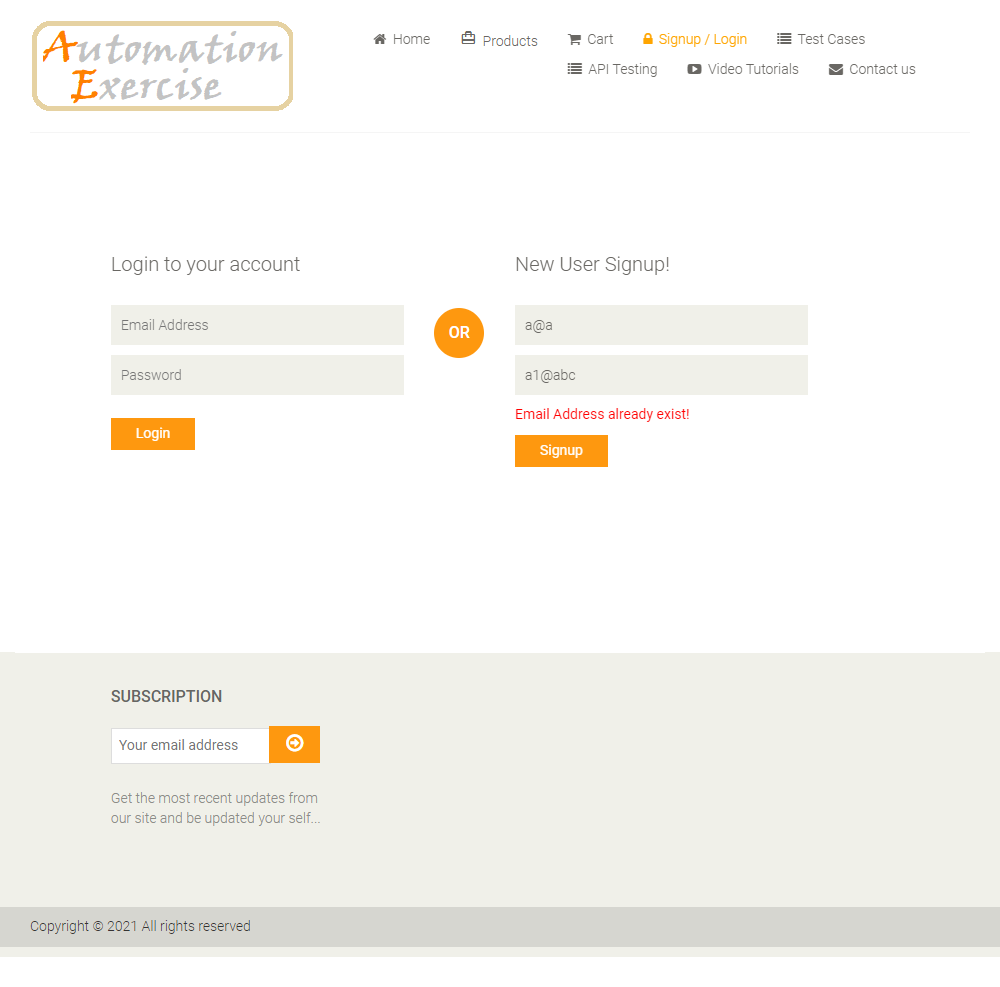 Automation
Exercise
Home
Products
Cart
Signup / Login
Test Cases
API Testing
Video Tutorials
Contact us
Login to your account
Email Address
Password
Login
OR
New User Signup!
a@a
a1@abc
Email Address already exist!
Signup
SUBSCRIPTION
Your email address
Get the most recent updates from
our site and be updated your self...
Copyright © 2021 All rights reserved